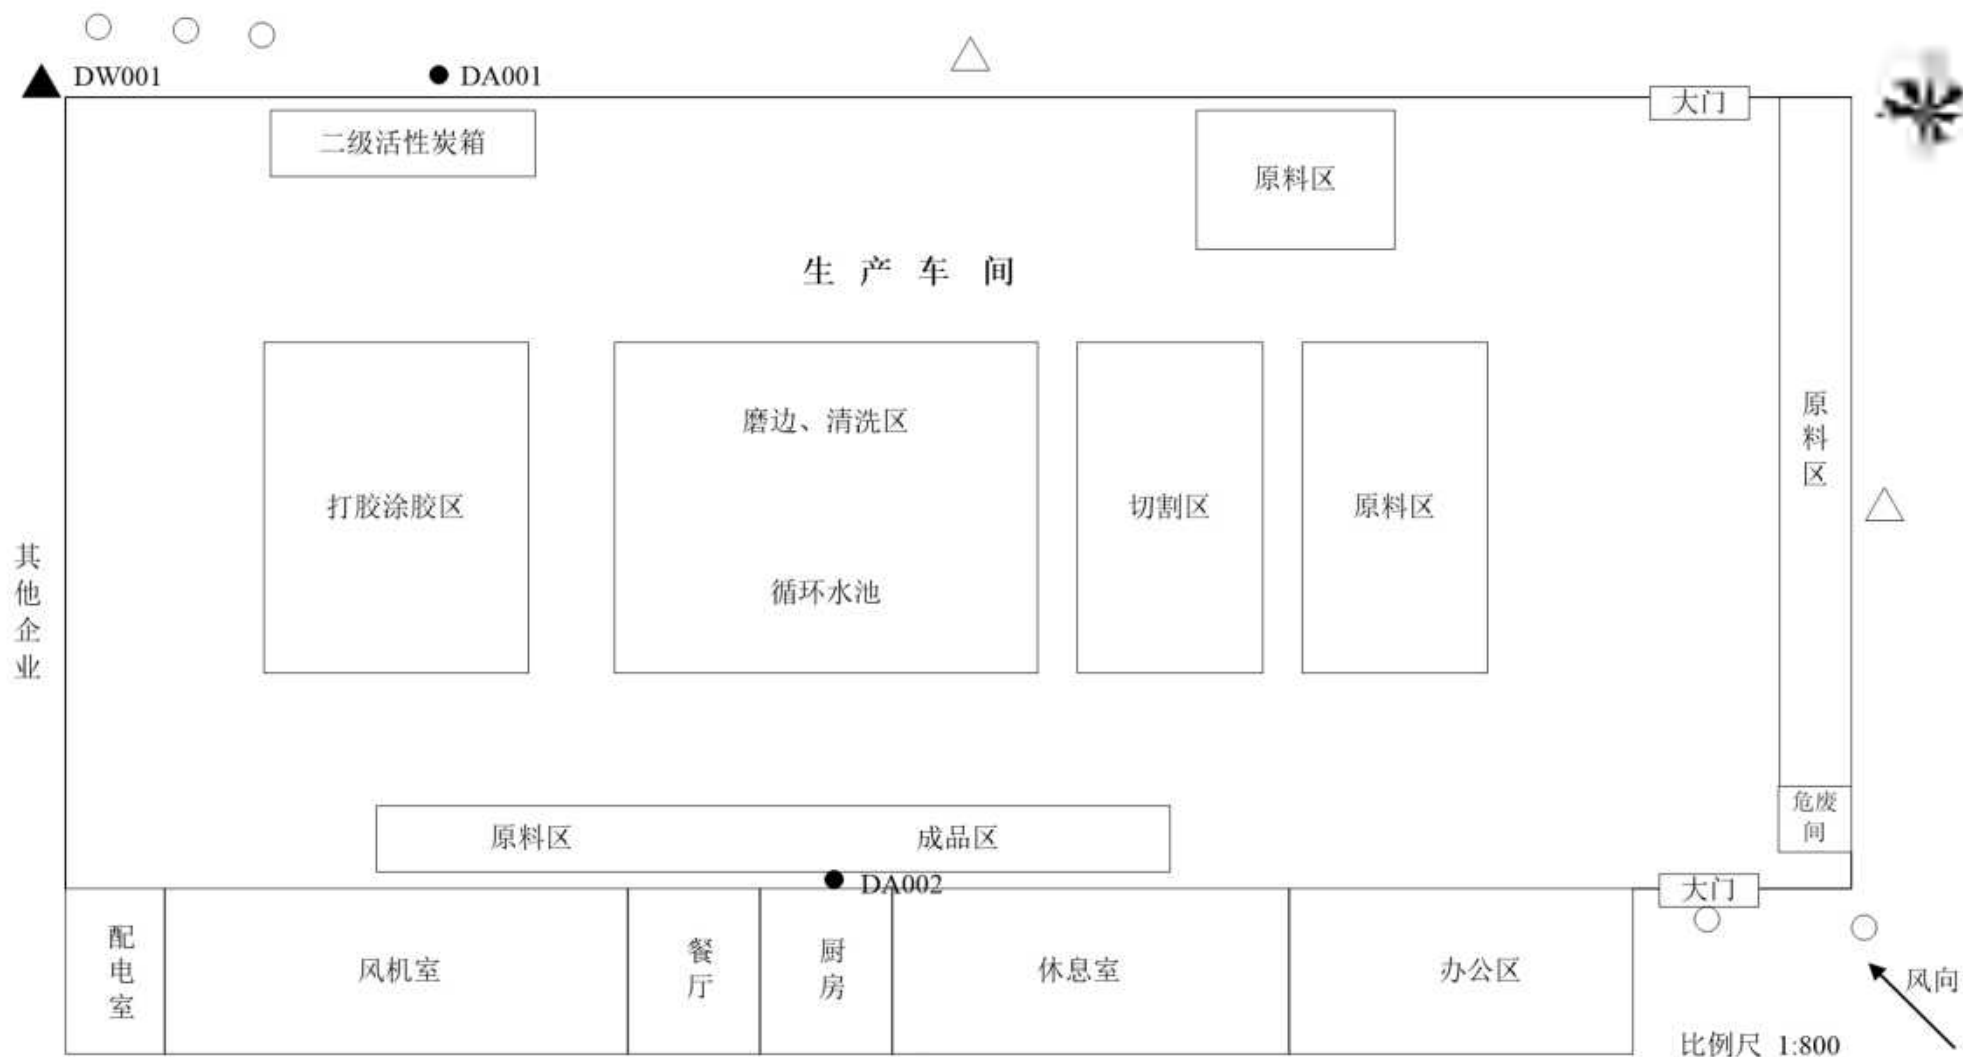 DW001
DA001
大门
二级活性炭箱
原料区
生产车间
磨边、清洗区
原料区
打胶涂胶区
切割区
原料区
其他企业
循环水池
危废间
原料区
成品区
DA002
大门
配电室
风机室
餐厅
厨房
休息室
办公区
风向
比例尺 1:800